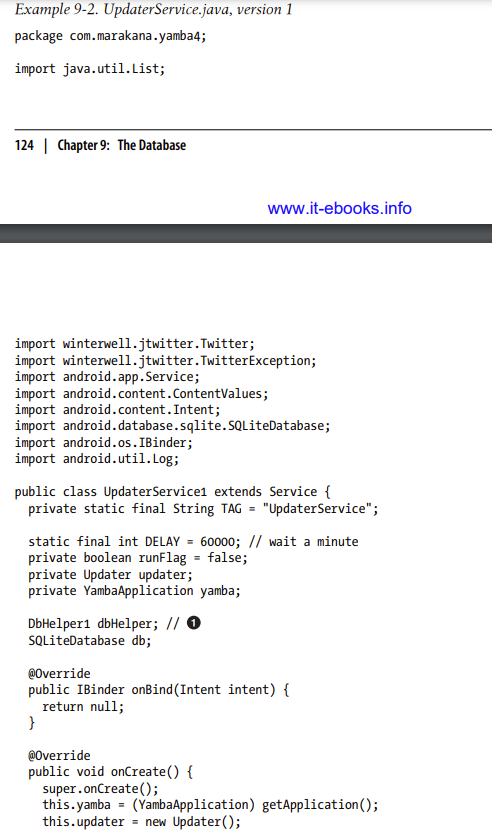 Example 9-2. UpdaterService.java, version 1
package com.marakana.yamba4;
import java.util.List;
124 | Chapter 9: The Database
www.it-ebooks.info
import winterwell.jtwitter.Twitter;
import winterwell.jtwitter.TwitterException;
import android.app.Service;
import android.content.ContentValues;
import android.content.Intent;
import android.database.sqlite.SQLiteDatabase;
import android.os.IBinder;
import android.util.Log;
public class UpdaterService1 extends Service {
private static final String TAG = "UpdaterService";
static final int DELAY = 60000; // wait a minute
private boolean runFlag = false;
private Updater updater;
private YambaApplication yamba;
DbHelper1 dbHelper; // ❶
SQLiteDatabase db;
@Override
public IBinder onBind(Intent intent) {
return null;
}
@Override
public void onCreate() {
super.onCreate();
this.yamba = (YambaApplication) getApplication();
this.updater = new Updater();